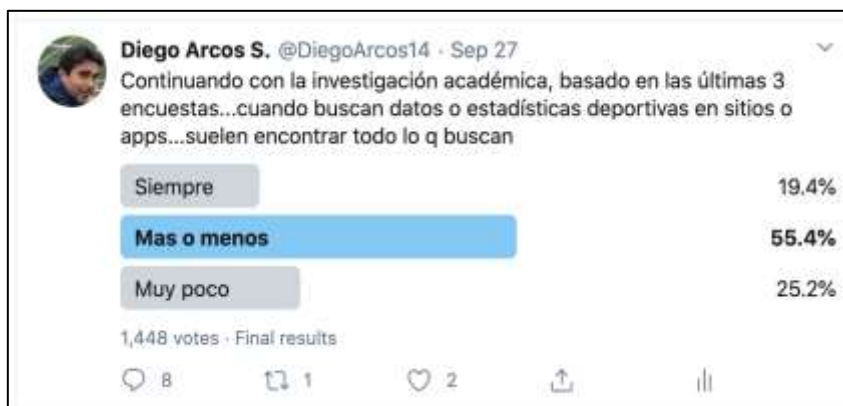 Diego Arcos S. @DiegoArcos14 · Sep 27
Continuando con la investigación académica, basado en las últimas 3
encuestas...cuando buscan datos o estadísticas deportivas en sitios o
apps...suelen encontrar todo lo q buscan
Siempre 19.4%
Mas o menos 55.4%
Muy poco 25.2%
1,448 votes · Final results
8 1 2